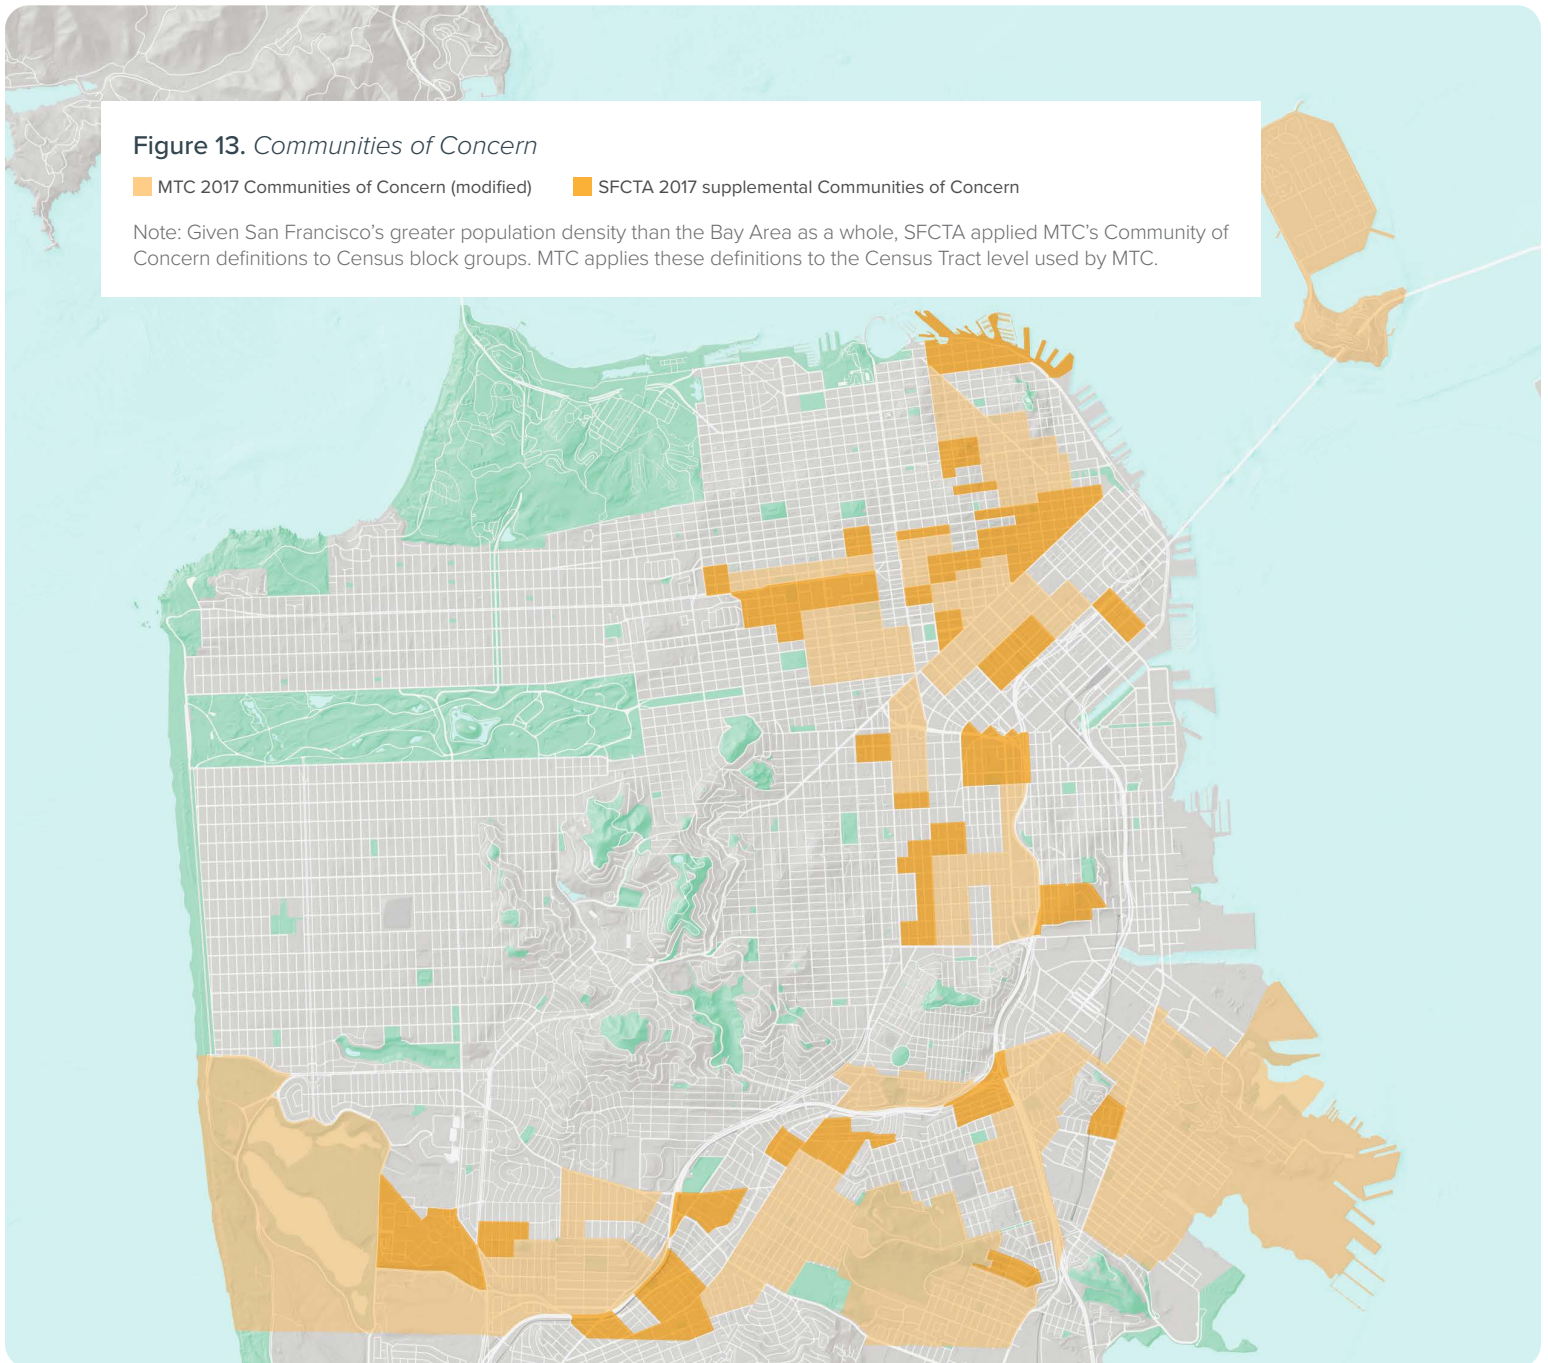 Figure 13. Communities of Concern
MTC 2017 Communities of Concern (modified) SFCTA 2017 supplemental Communities of Concern
Note: Given San Francisco’s greater population density than the Bay Area as a whole, SFCTA applied MTC’s Community of
Concern definitions to Census block groups. MTC applies these definitions to the Census Tract level used by MTC.